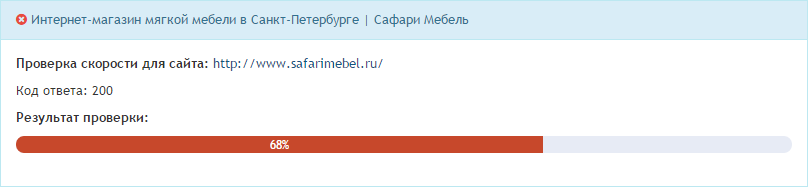 Интернет-магазин мягкой мебели в Санкт-Петербурге | Сафари Мебель
Проверка скорости для сайта: http://www.safarimebel.ru/
Код ответа: 200
Результат проверки:
68%